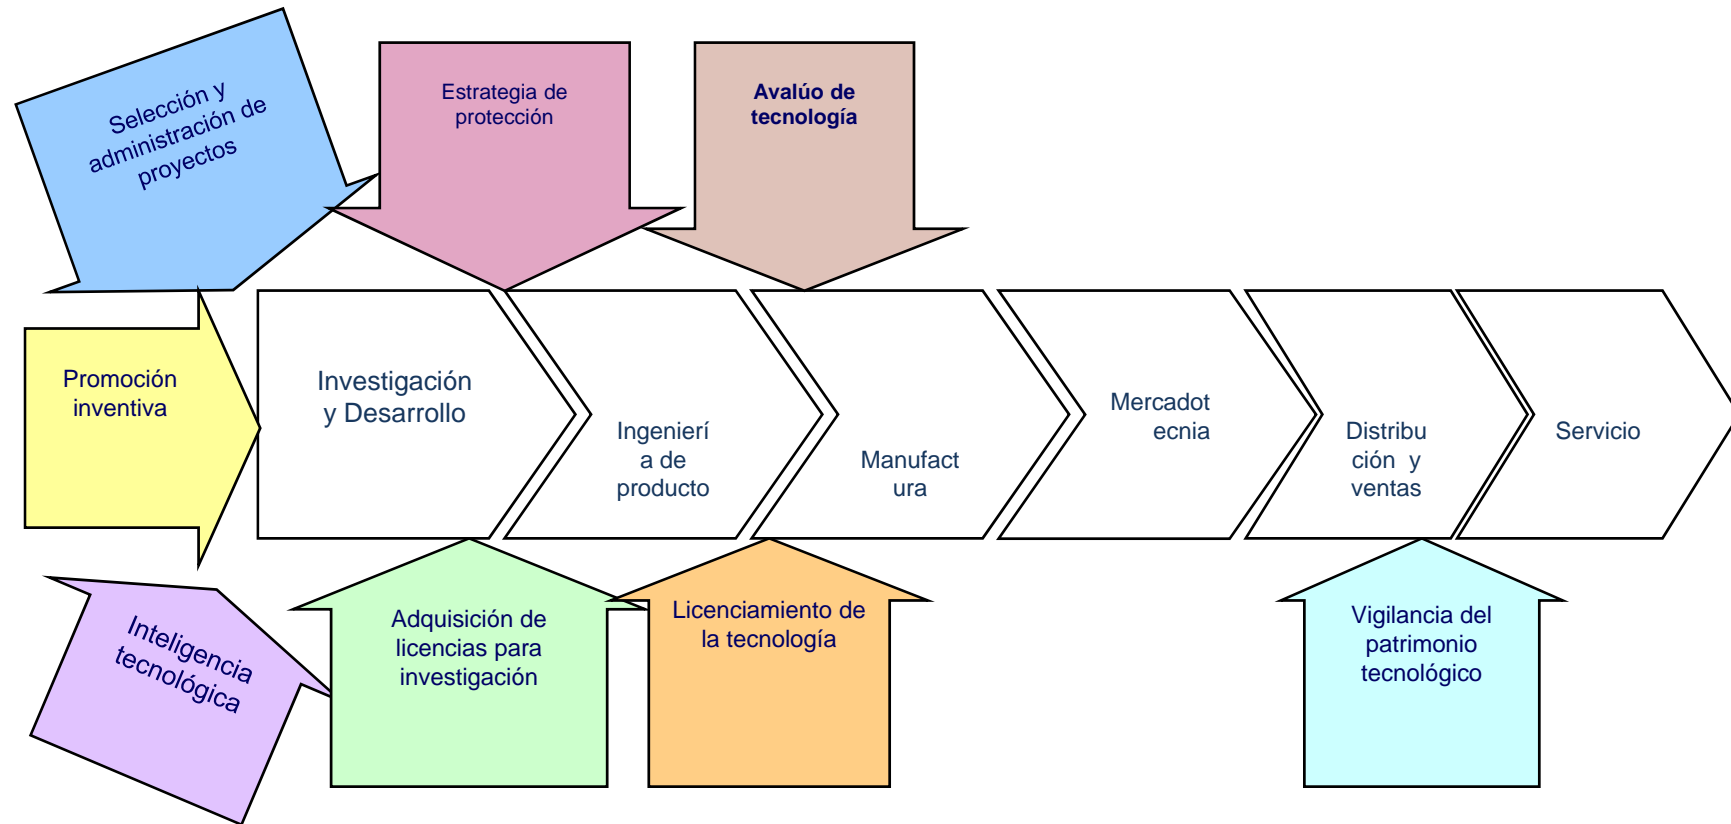 Selección y
administración de
proyectos
Estrategia de
protección
Avalúo de
tecnología
Promoción
inventiva
Investigación
y Desarrollo
Ingenierí
a de
producto
Manufact
ura
Mercadot
ecnia
Distribu
ción y
ventas
Servicio
Inteligencia
tecnológica
Adquisición de
licencias para
investigación
Licenciamiento de
la tecnología
Vigilancia del
patrimonio
tecnológico